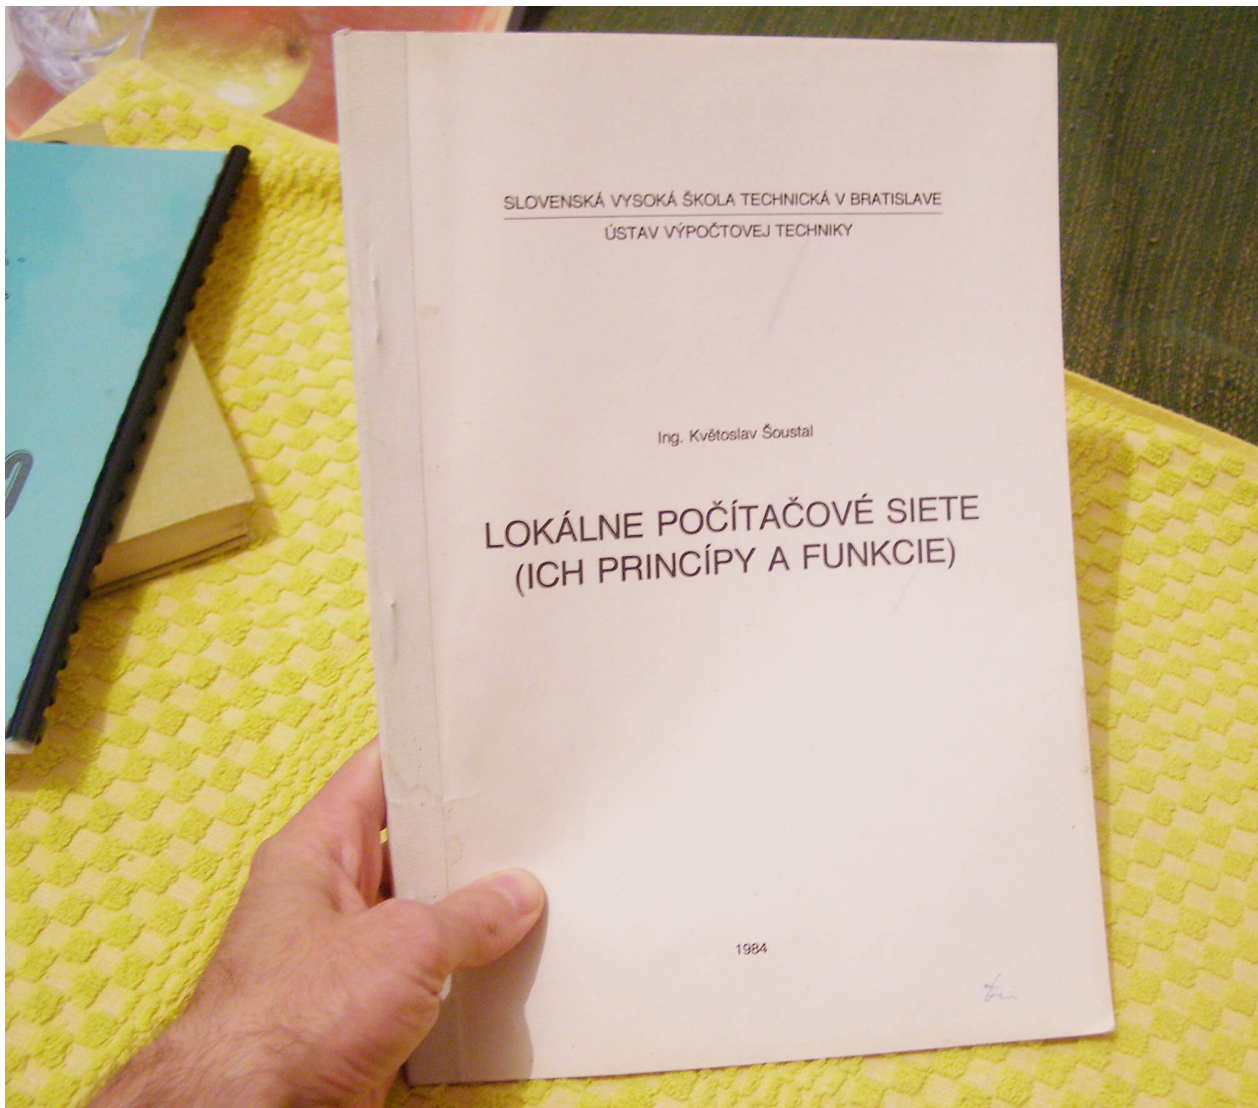 SLOVENSKÁ VYSOKÁ ŠKOLA TECHNICKÁ V BRATISLAVE
ÚSTAV VÝPOČTOVEJ TECHNIKY
Ing. Květoslav Šoustal
LOKÁLNE POČÍTAČOVÉ SIETE
(ICH PRINCÍPY A FUNKCIE)
1984